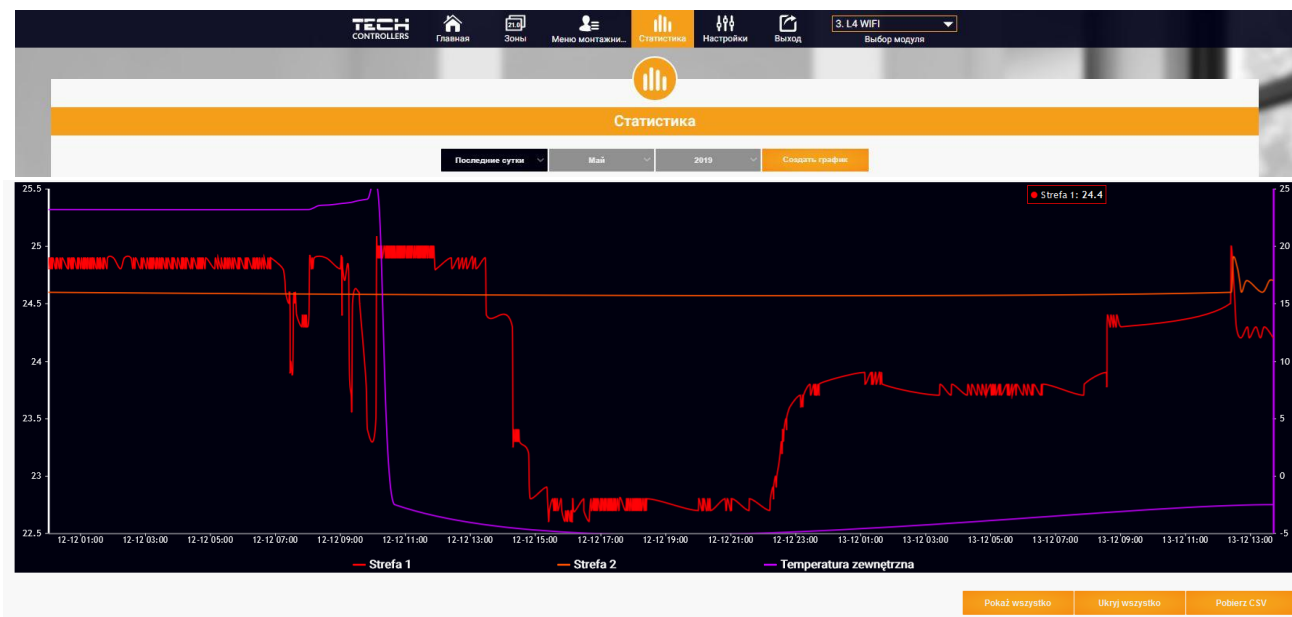 TECH
CONTROLLERS
Главная
21.0
Зоны
Меню монтажни...
Статистика
Настройки
Выход
3. L4 WIFI
Выбор модуля
Статистика
Последние сутки
Май
2019
Создать график
Strefa 1: 24.4
25.5
25
24.5
24
23.5
23
22.5
25
20
15
10
5
0
-5
12-12 01:00 12-12 03:00 12-12 05:00 12-12 07:00 12-12 09:00 12-12 11:00 12-12 13:00 12-12 15:00 12-12 17:00 12-12 19:00 12-12 21:00 12-12 23:00 13-12 01:00 13-12 03:00 13-12 05:00 13-12 07:00 13-12 09:00 13-12 11:00 13-12 13:00
Strefa 1 Strefa 2 Temperatura zewnętrzna
Pokaż wszystko Ukryj wszystko Pobierz CSV